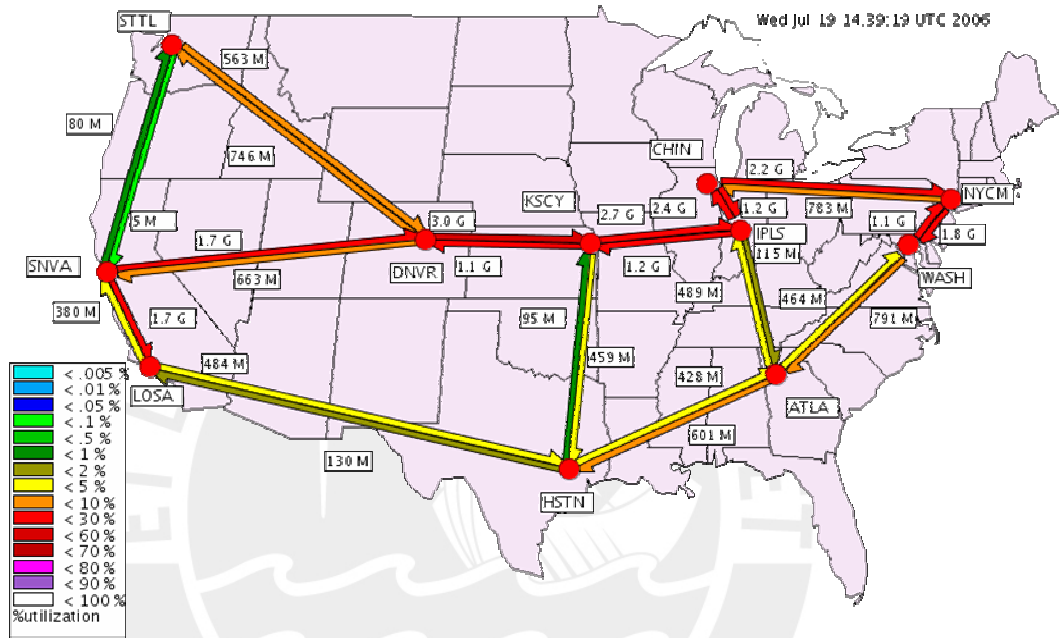 STTL
Wed Jul 19 14.39:19 UTC 2006
563 M
80 M
746 M
CHIN
2.2 G
KSCY
NYCM
2.7 G
2.4 G
1.2 G
783 M
5 M
3.0 G
1.1 G
1.7 G
IPLS
1.8 G
115 M
SNVA
DNVR
1.1 G
1.2 G
663 M
WASH
489 M
464 M
380 M
1.7 G
95 M
791 M
459 M
484 M
428 M
LOSA
ATLA
601 M
130 M
HSTN
< .005 %
< .01 %
< .05 %
< .1 %
< .5 %
< 1 %
< 2 %
< 5 %
< 10 %
< 30 %
< 60 %
< 70 %
< 80 %
< 90 %
< 100 %
%utilization